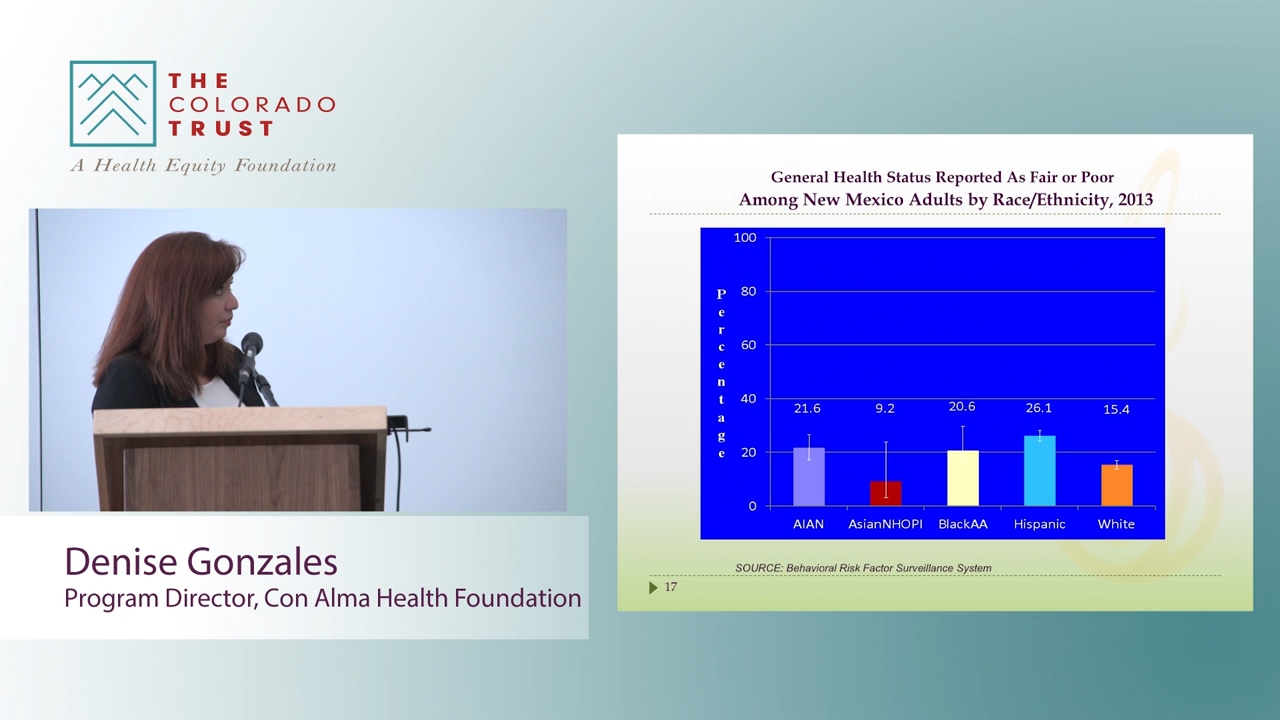 THE
COLORADO
TRUST
A Health Equity Foundation
Denise Gonzales
Program Director, Con Alma Health Foundation
General Health Status Reported As Fair or Poor
Among New Mexico Adults by Race/Ethnicity, 2013
Percentage
100
80
60
40
20
0
21.6
9.2
20.6
26.1
15.4
AIAN
AsianNHOPI
BlackAA
Hispanic
White
SOURCE: Behavioral Risk Factor Surveillance System
17